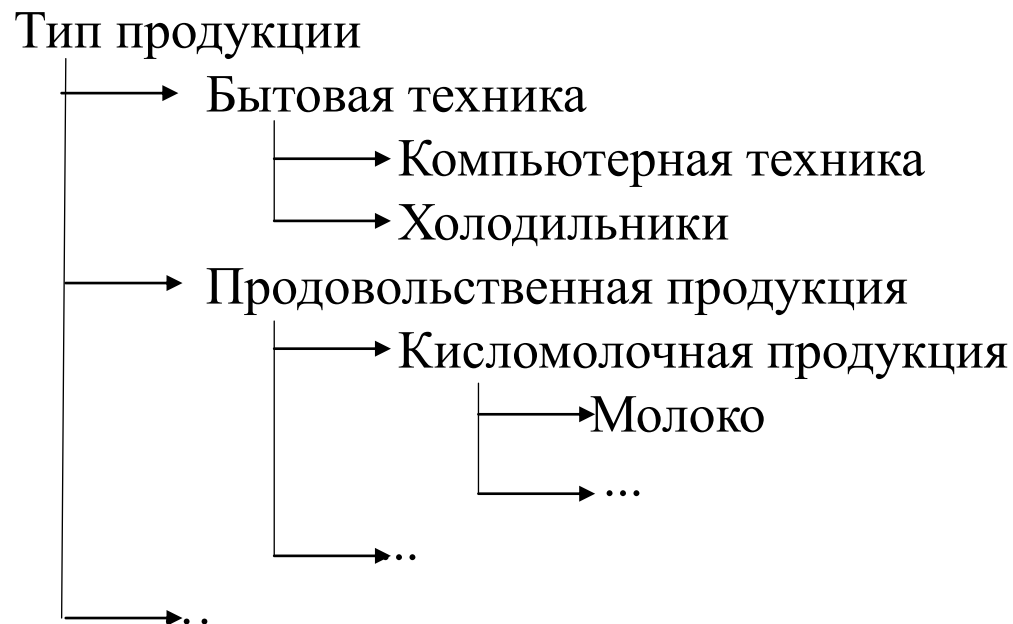 Тип продукции
Бытовая техника
Компьютерная техника
Холодильники
Продовольственная продукция
Кисломолочная продукция
Молоко
...
..
..